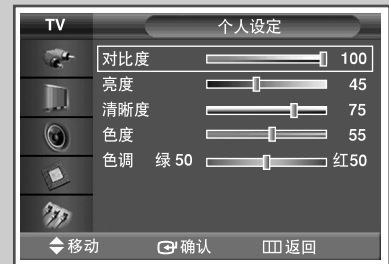 TV 个人设定
对比度 100
亮度 45
清晰度 75
色度 55
色调 绿 50 红50
移动 确认 返回